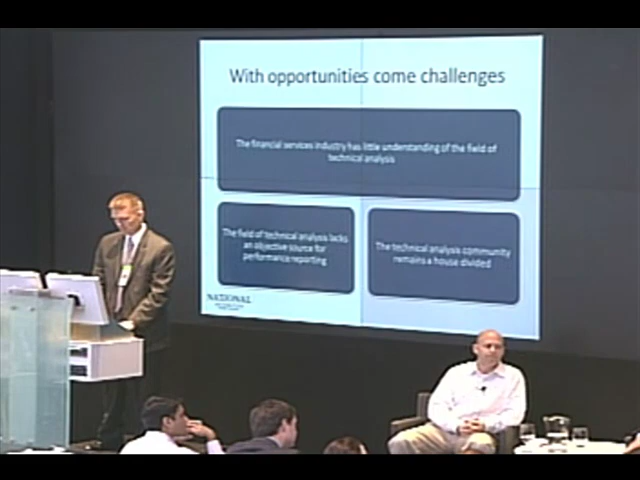 With opportunities come challenges
The financial services industry has little understanding of the field of
technical analysis
The field of technical analysis lacks
an objective source for
performance reporting
The technical analysis community
remains a house divided
NATIONAL